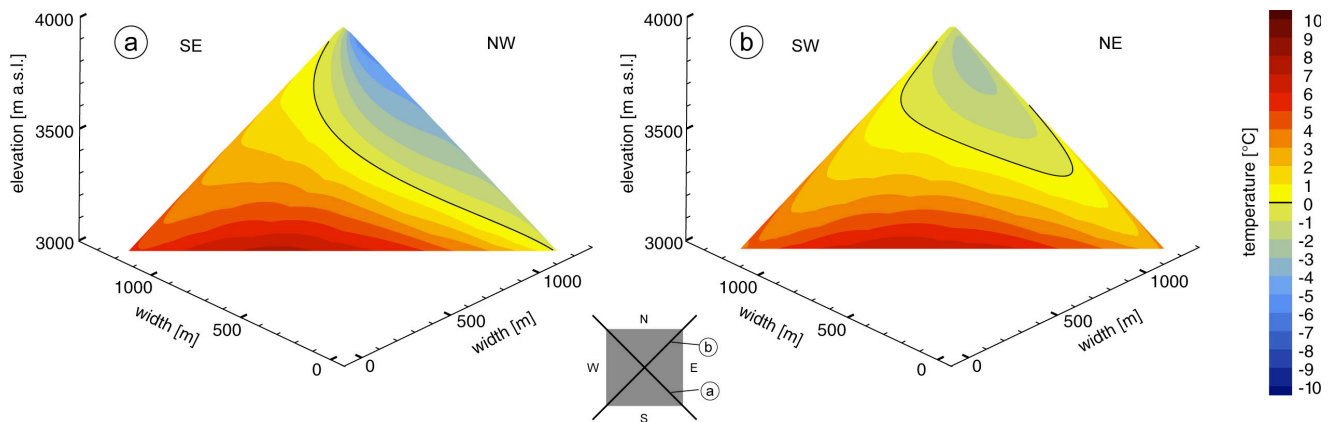 4000
3500
3000
elevation [m a.s.l.]
a
SE
NW
1000
500
0
width [m]
0
500
1000
width [m]
4000
3500
3000
elevation [m a.s.l.]
b
SW
NE
1000
500
0
width [m]
0
500
1000
width [m]
N
W
E
S
b
a
temperature [°C]
10
9
8
7
6
5
4
3
2
1
0
-1
-2
-3
-4
-5
-6
-7
-8
-9
-10